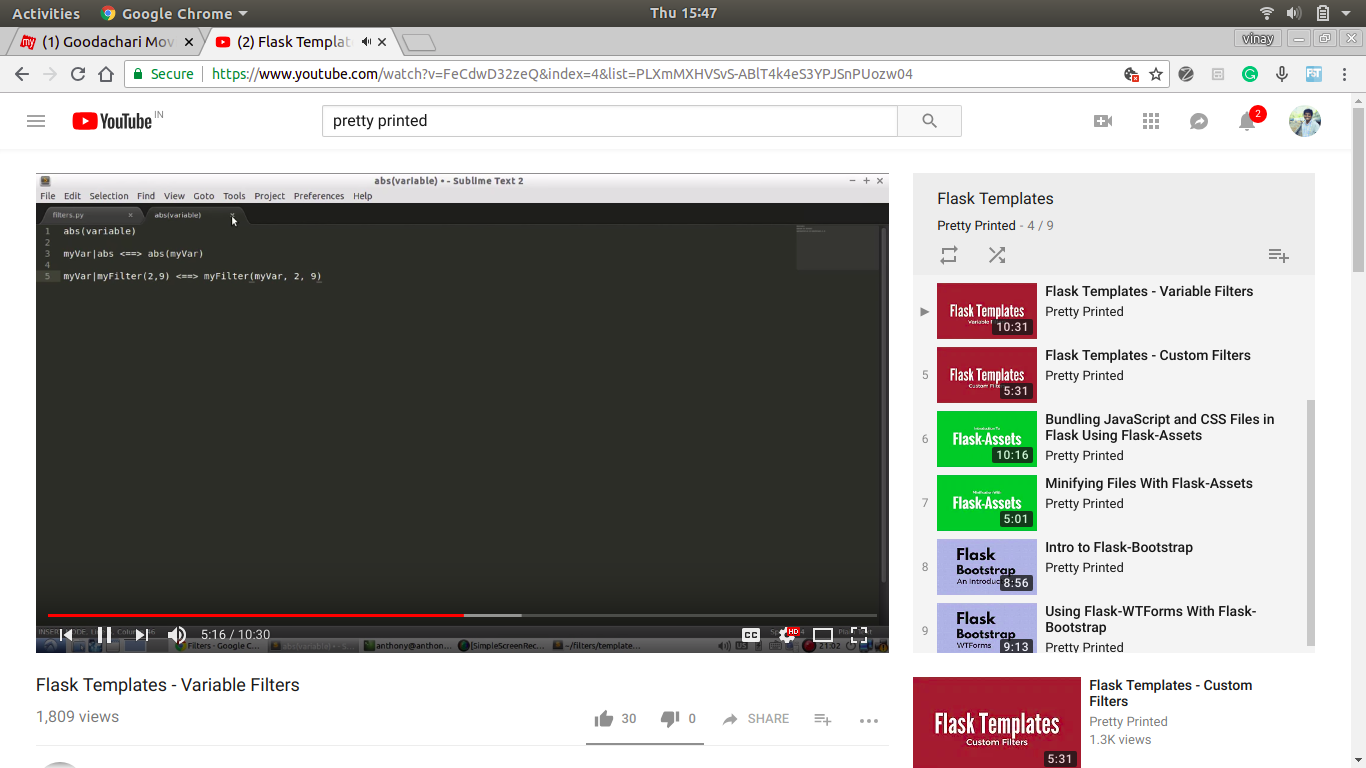 Activities
Google Chrome
Thu 15:47
(1) Goodachari Mov
(2) Flask Templat
vinay
Secure
https://www.youtube.com/watch?v=FeCdwD32zeQ&index=4&list=PLXmMXHVSvS-ABlT4k4eS3YPJSnPUozw04
YouTube IN
pretty printed
2
abs(variable) • - Sublime Text 2
File Edit Selection Find View Goto Tools Project Preferences Help
filters.py
abs(variable)
1 abs(variable)
2
3 myVar|abs <==> abs(myVar)
4
5 myVar|myFilter(2,9) <==> myFilter(myVar, 2, 9)
5:16 / 10:30
CC
HD
Filters - Google C...
anthony@anthon...
[SimpleScreenRec...
~/filters/template...
21:02
Flask Templates - Variable Filters
1,809 views
30
0
SHARE
Flask Templates
Pretty Printed - 4 / 9
Flask Templates
10:31
Flask Templates - Variable Filters
Pretty Printed
5
Flask Templates
5:31
Flask Templates - Custom Filters
Pretty Printed
6
Flask-Assets
10:16
Bundling JavaScript and CSS Files in
Flask Using Flask-Assets
Pretty Printed
7
Flask-Assets
5:01
Minifying Files With Flask-Assets
Pretty Printed
8
Flask
Bootstrap
An Introduc
8:56
Intro to Flask-Bootstrap
Pretty Printed
9
Flask
Bootstrap
WTForms
9:13
Using Flask-WTForms With Flask-
Bootstrap
Pretty Printed
Flask Templates
Custom Filters
5:31
Flask Templates - Custom
Filters
Pretty Printed
1.3K views